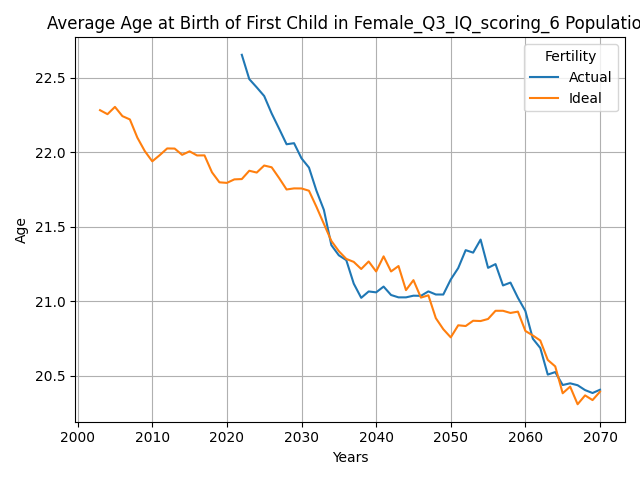 Average Age at Birth of First Child in Female_Q3_IQ_scoring_6 Populatio
Fertility
Actual
Ideal
22.5
22.0
21.5
21.0
20.5
Age
2000 2010 2020 2030 2040 2050 2060 2070
Years